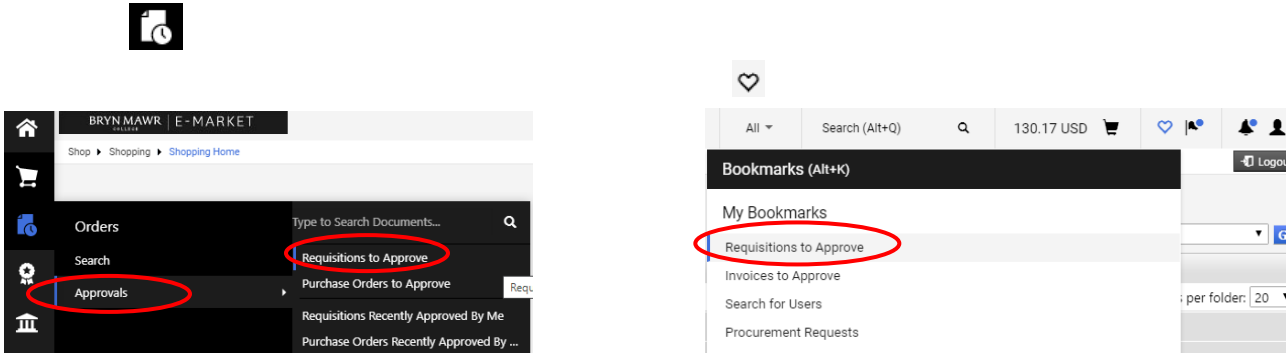 BRYN MAWR | E-MARKET
COLLEGE
Shop Shopping Shopping Home
Orders
Type to Search Documents...
Search
Requisitions to Approve
Approvals
Purchase Orders to Approve
Requ
Requisitions Recently Approved By Me
Purchase Orders Recently Approved By ...
All Search (Alt+Q) 130.17 USD
Logou
Bookmarks (Alt+K)
My Bookmarks
Requisitions to Approve
G
Invoices to Approve
Search for Users
per folder: 20
Procurement Requests